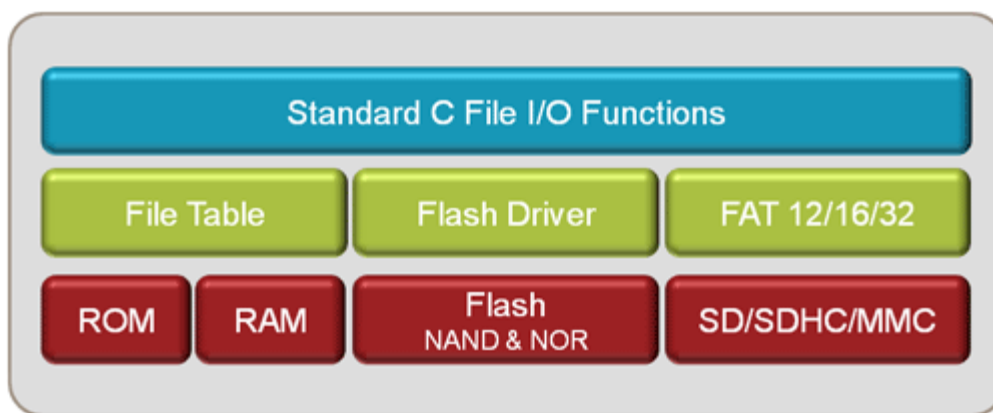 Standard C File I/O Functions
File Table
Flash Driver
FAT 12/16/32
ROM
RAM
Flash
NAND & NOR
SD/SDHC/MMC